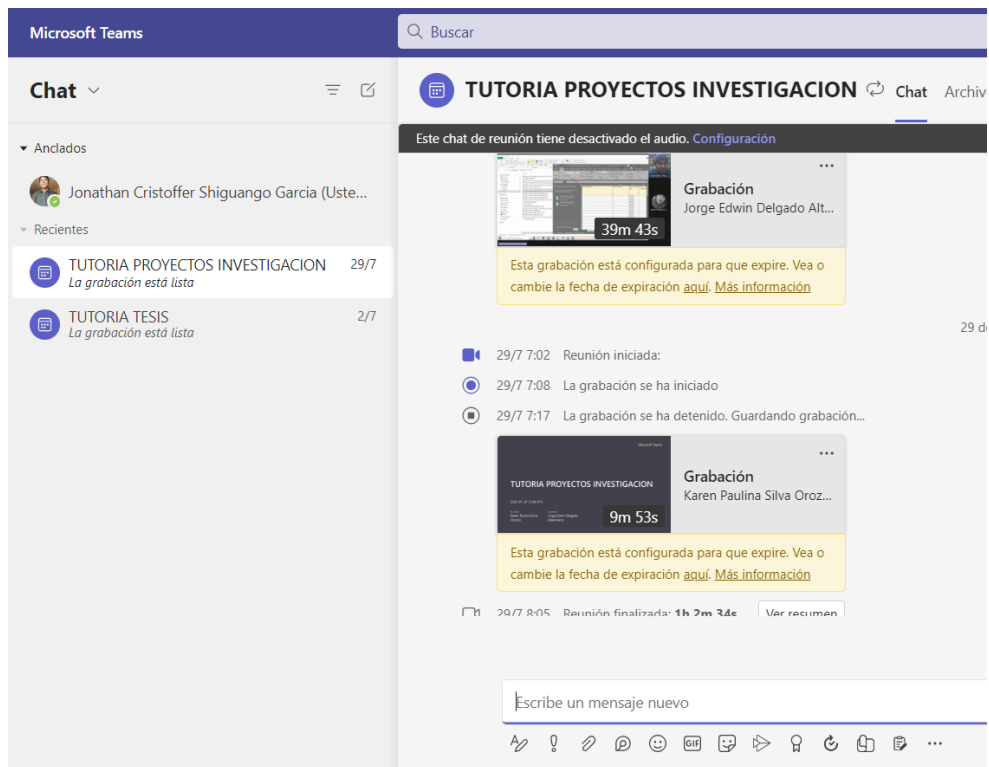 Microsoft Teams
Buscar
Chat
TUTORIA PROYECTOS INVESTIGACION
Chat
Archiv
Este chat de reunión tiene desactivado el audio. Configuración
Anclados
Jonathan Cristoffer Shiguango Garcia (Uste...
Recientes
TUTORIA PROYECTOS INVESTIGACION 29/7
La grabación está lista
TUTORIA TESIS 2/7
La grabación está lista
39m 43s
Grabación
Jorge Edwin Delgado Alt...
Esta grabación está configurada para que expire. Vea o
cambie la fecha de expiración aquí. Más información
29 d
29/7 7:02 Reunión iniciada:
29/7 7:08 La grabación se ha iniciado
29/7 7:17 La grabación se ha detenido. Guardando grabación...
TUTORIA PROYECTOS INVESTIGACION
9m 53s
Grabación
Karen Paulina Silva Oroz...
Esta grabación está configurada para que expire. Vea o
cambie la fecha de expiración aquí. Más información
29/7 8:05 Reunión finalizada: 1h 2m 34s Ver resumen
Escribe un mensaje nuevo
GIF